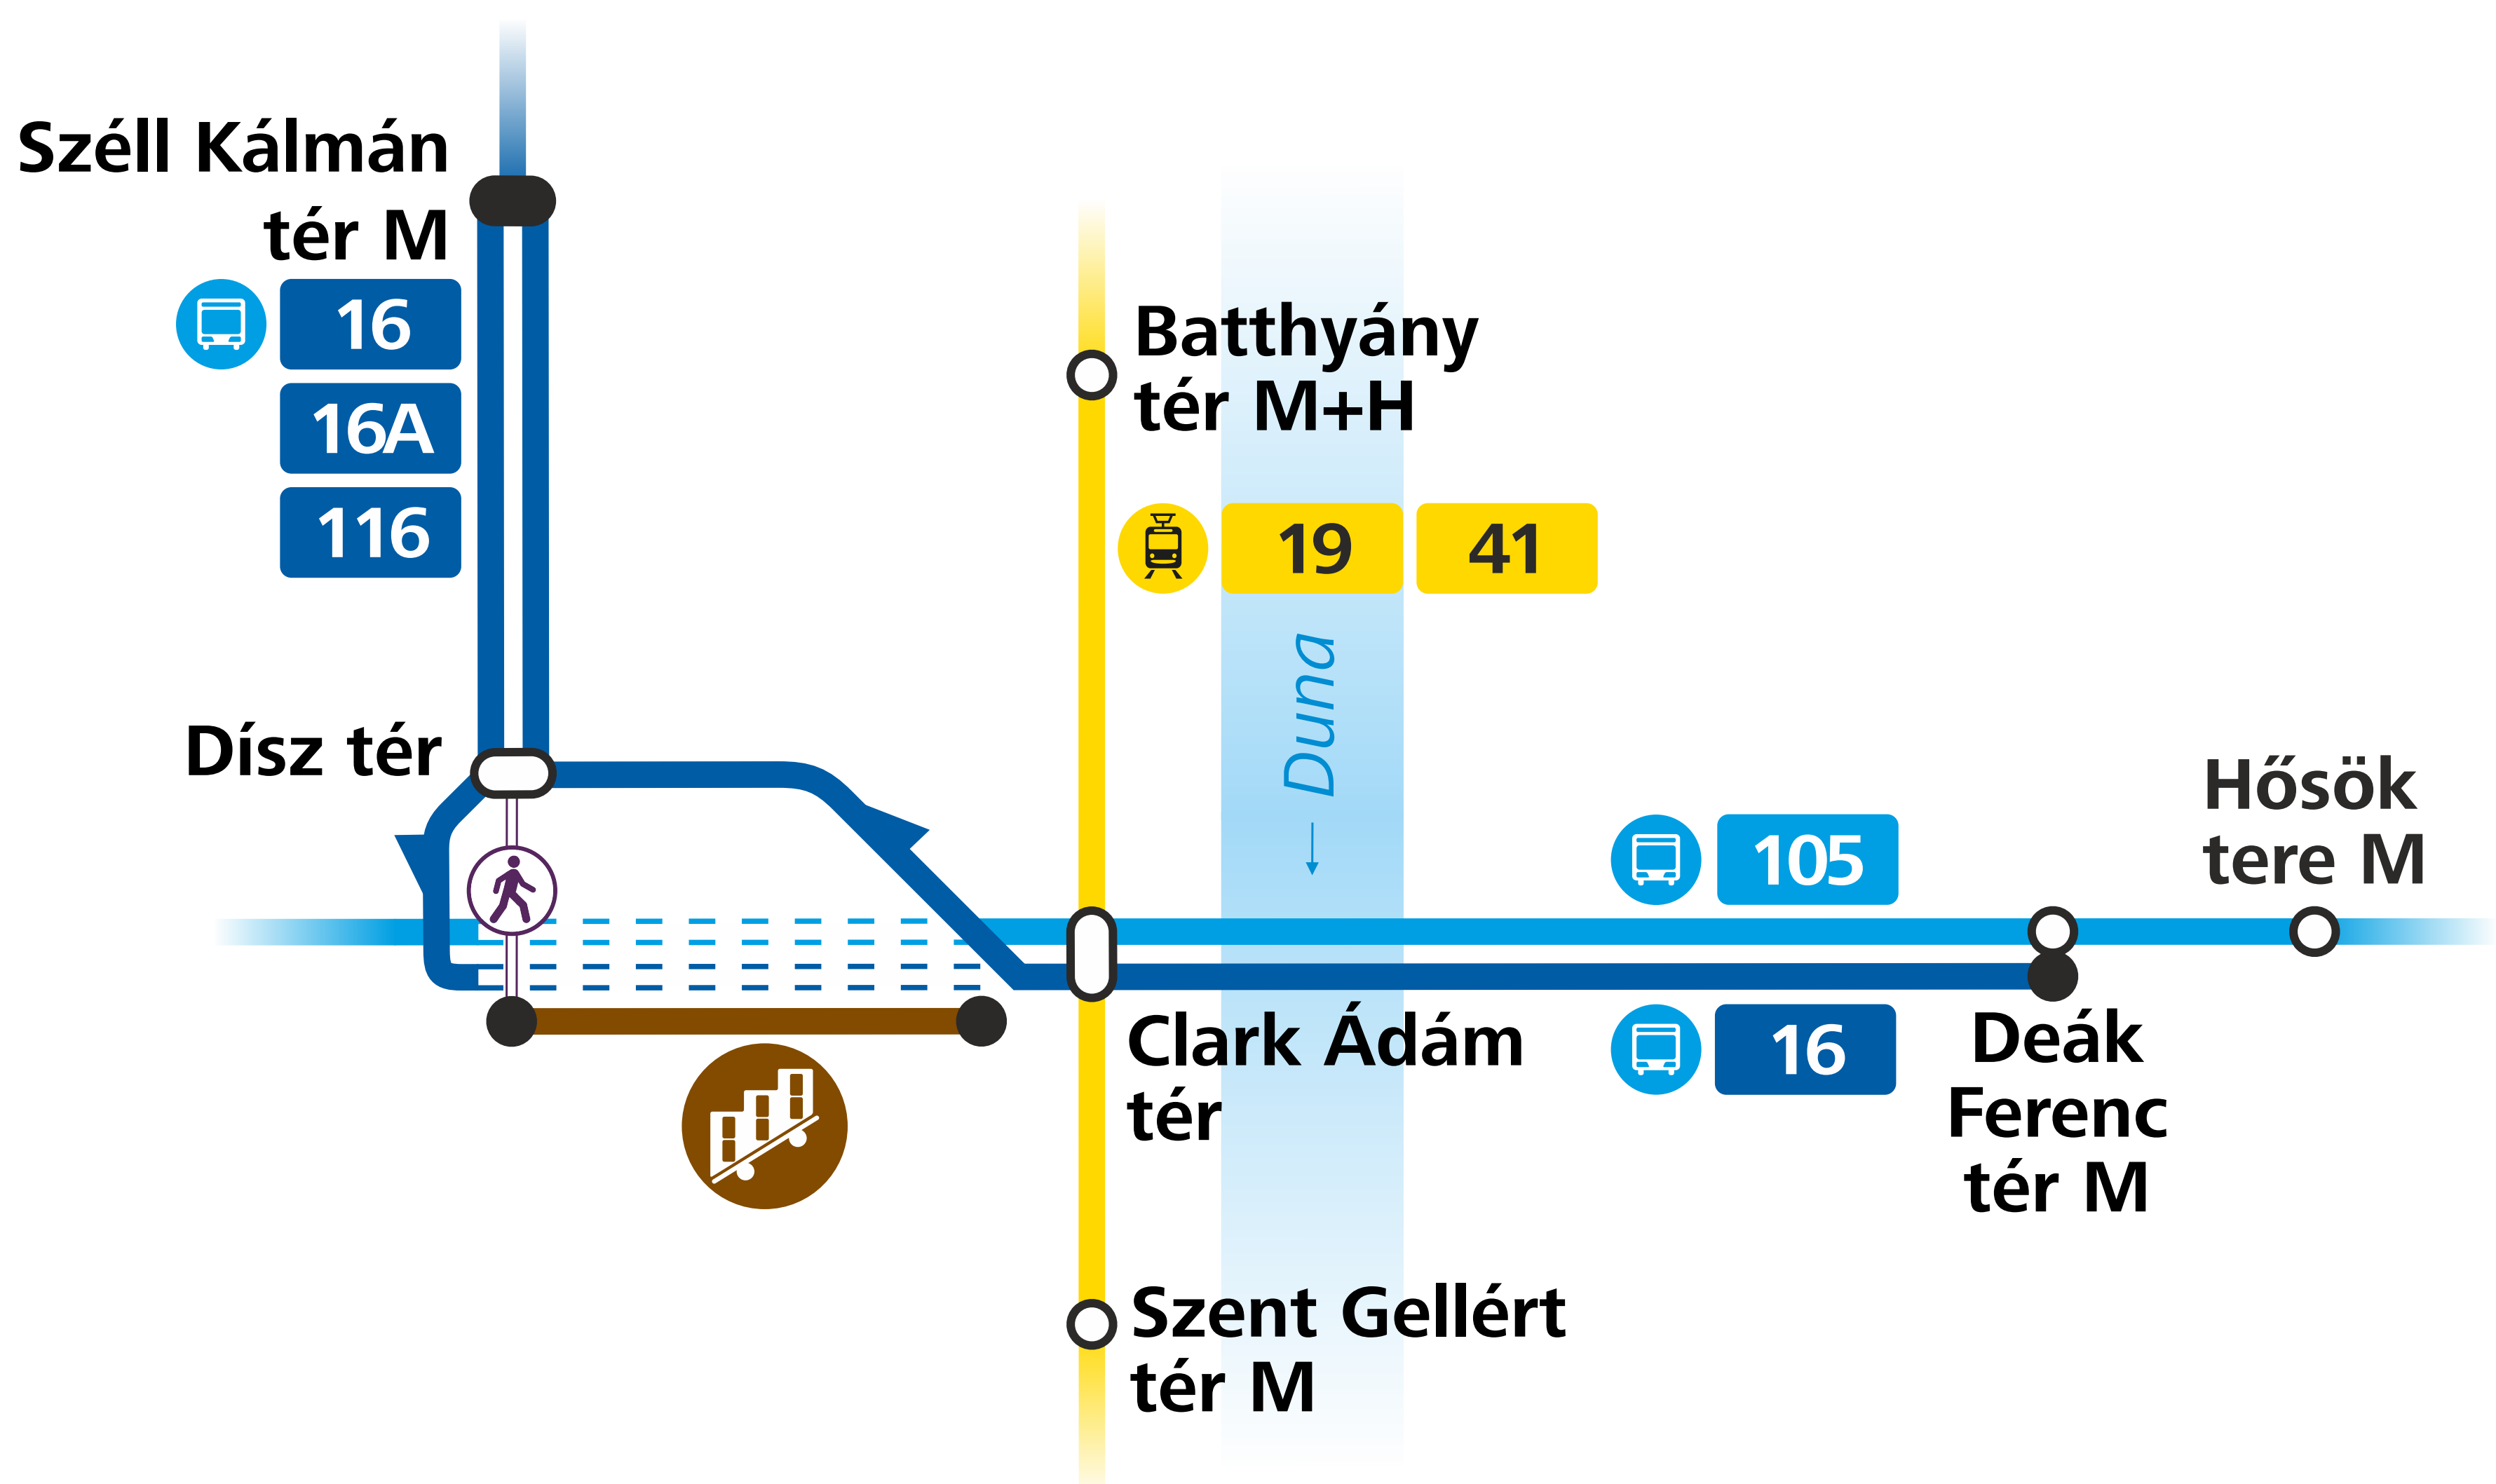 Széll Kálmán
tér M
16
16A
116
Batthyány
tér M+H
19
41
Duna
Dísz tér
105
Hősök
tere M
Clark Ádám
tér
16
Deák
Ferenc
tér M
Szent Gellért
tér M